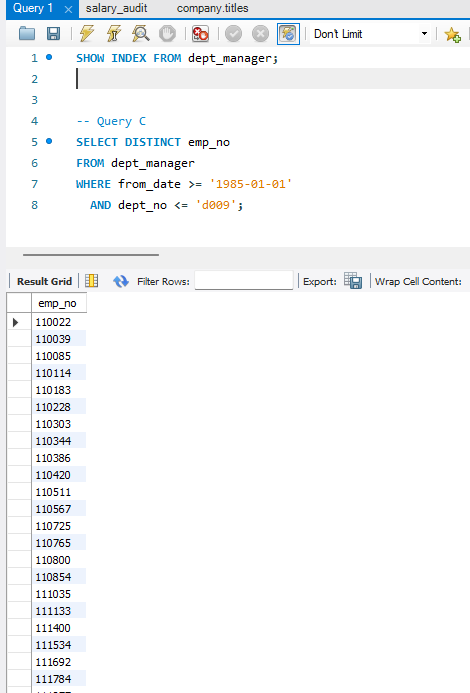 Query 1 salary_audit company.titles
Don't Limit
1 SHOW INDEX FROM dept_manager;
2
3
4 -- Query C
5 SELECT DISTINCT emp_no
6 FROM dept_manager
7 WHERE from_date >= '1985-01-01'
8 AND dept_no <= 'd009';
Result Grid Filter Rows: Export: Wrap Cell Content:
emp_no
110022
110039
110085
110114
110183
110228
110303
110344
110386
110420
110511
110567
110725
110765
110800
110854
111035
111133
111400
111534
111692
111784